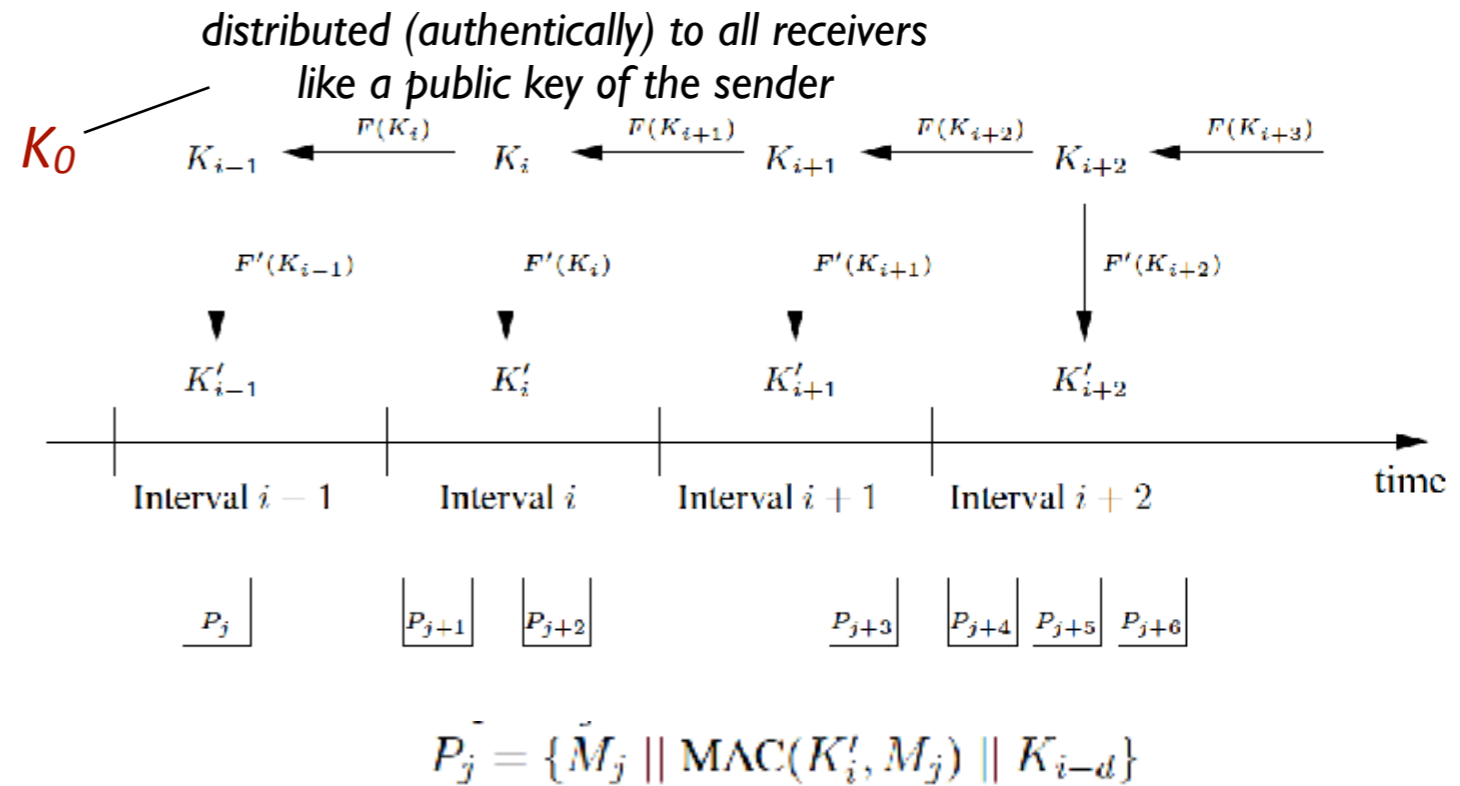 distributed (authentically) to all receivers
like a public key of the sender
K₀
F(Kᵢ) F(Kᵢ₊₁) F(Kᵢ₊₂) F(Kᵢ₊₃)
Kᵢ₋₁ Kᵢ Kᵢ₊₁ Kᵢ₊₂
F′(Kᵢ₋₁) F′(Kᵢ) F′(Kᵢ₊₁) F′(Kᵢ₊₂)
K′ᵢ₋₁ K′ᵢ K′ᵢ₊₁ K′ᵢ₊₂
Interval i − 1 Interval i Interval i + 1 Interval i + 2 time
Pⱼ Pⱼ₊₁ Pⱼ₊₂ Pⱼ₊₃ Pⱼ₊₄ Pⱼ₊₅ Pⱼ₊₆
Pⱼ = {Mⱼ || MAC(K′ᵢ, Mⱼ) || K_{i−d}}